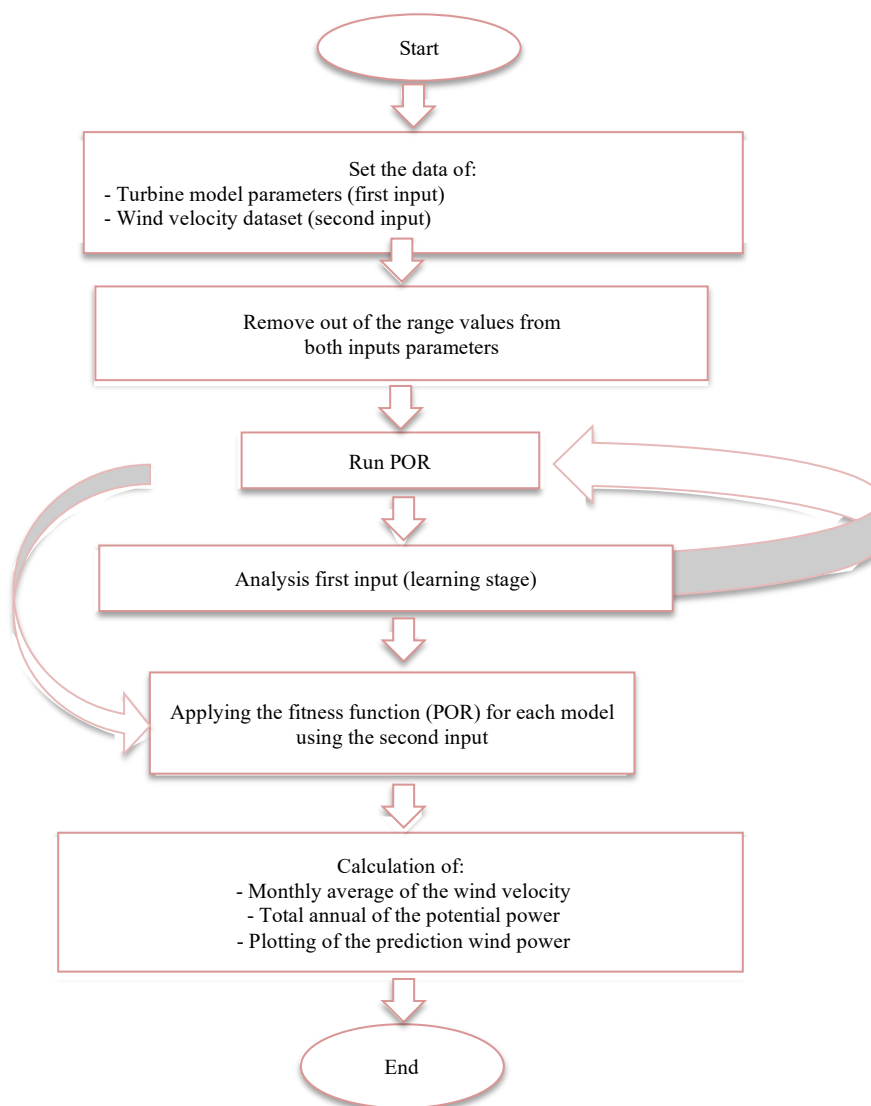 Start
Set the data of:
- Turbine model parameters (first input)
- Wind velocity dataset (second input)
Remove out of the range values from
both inputs parameters
Run POR
Analysis first input (learning stage)
Applying the fitness function (POR) for each model
using the second input
Calculation of:
- Monthly average of the wind velocity
- Total annual of the potential power
- Plotting of the prediction wind power
End